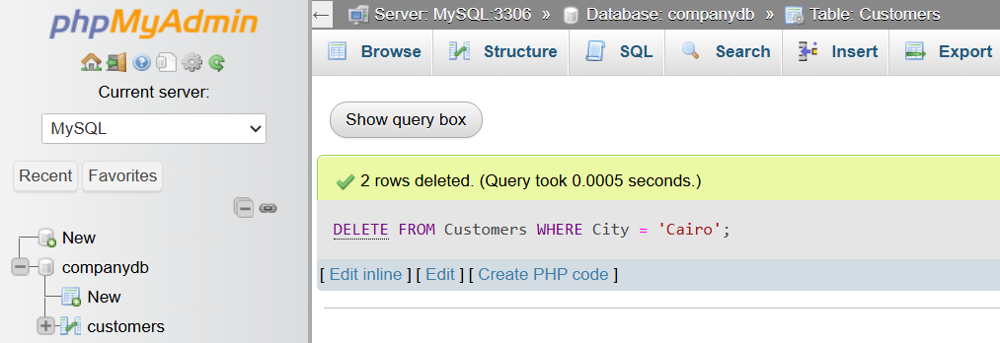 phpMyAdmin
Current server:
MySQL
Recent Favorites
New
companydb
New
customers
Server: MySQL:3306 » Database: companydb » Table: Customers
Browse Structure SQL Search Insert Export
Show query box
2 rows deleted. (Query took 0.0005 seconds.)
DELETE FROM Customers WHERE City = 'Cairo';
[ Edit inline ] [ Edit ] [ Create PHP code ]